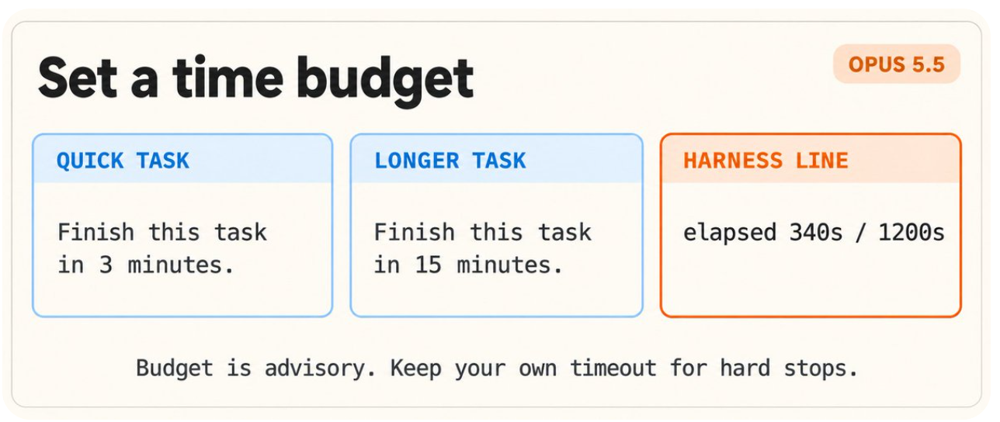 Set a time budget
OPUS 5.5
QUICK TASK
Finish this task
in 3 minutes.
LONGER TASK
Finish this task
in 15 minutes.
HARNESS LINE
elapsed 340s / 1200s
Budget is advisory. Keep your own timeout for hard stops.